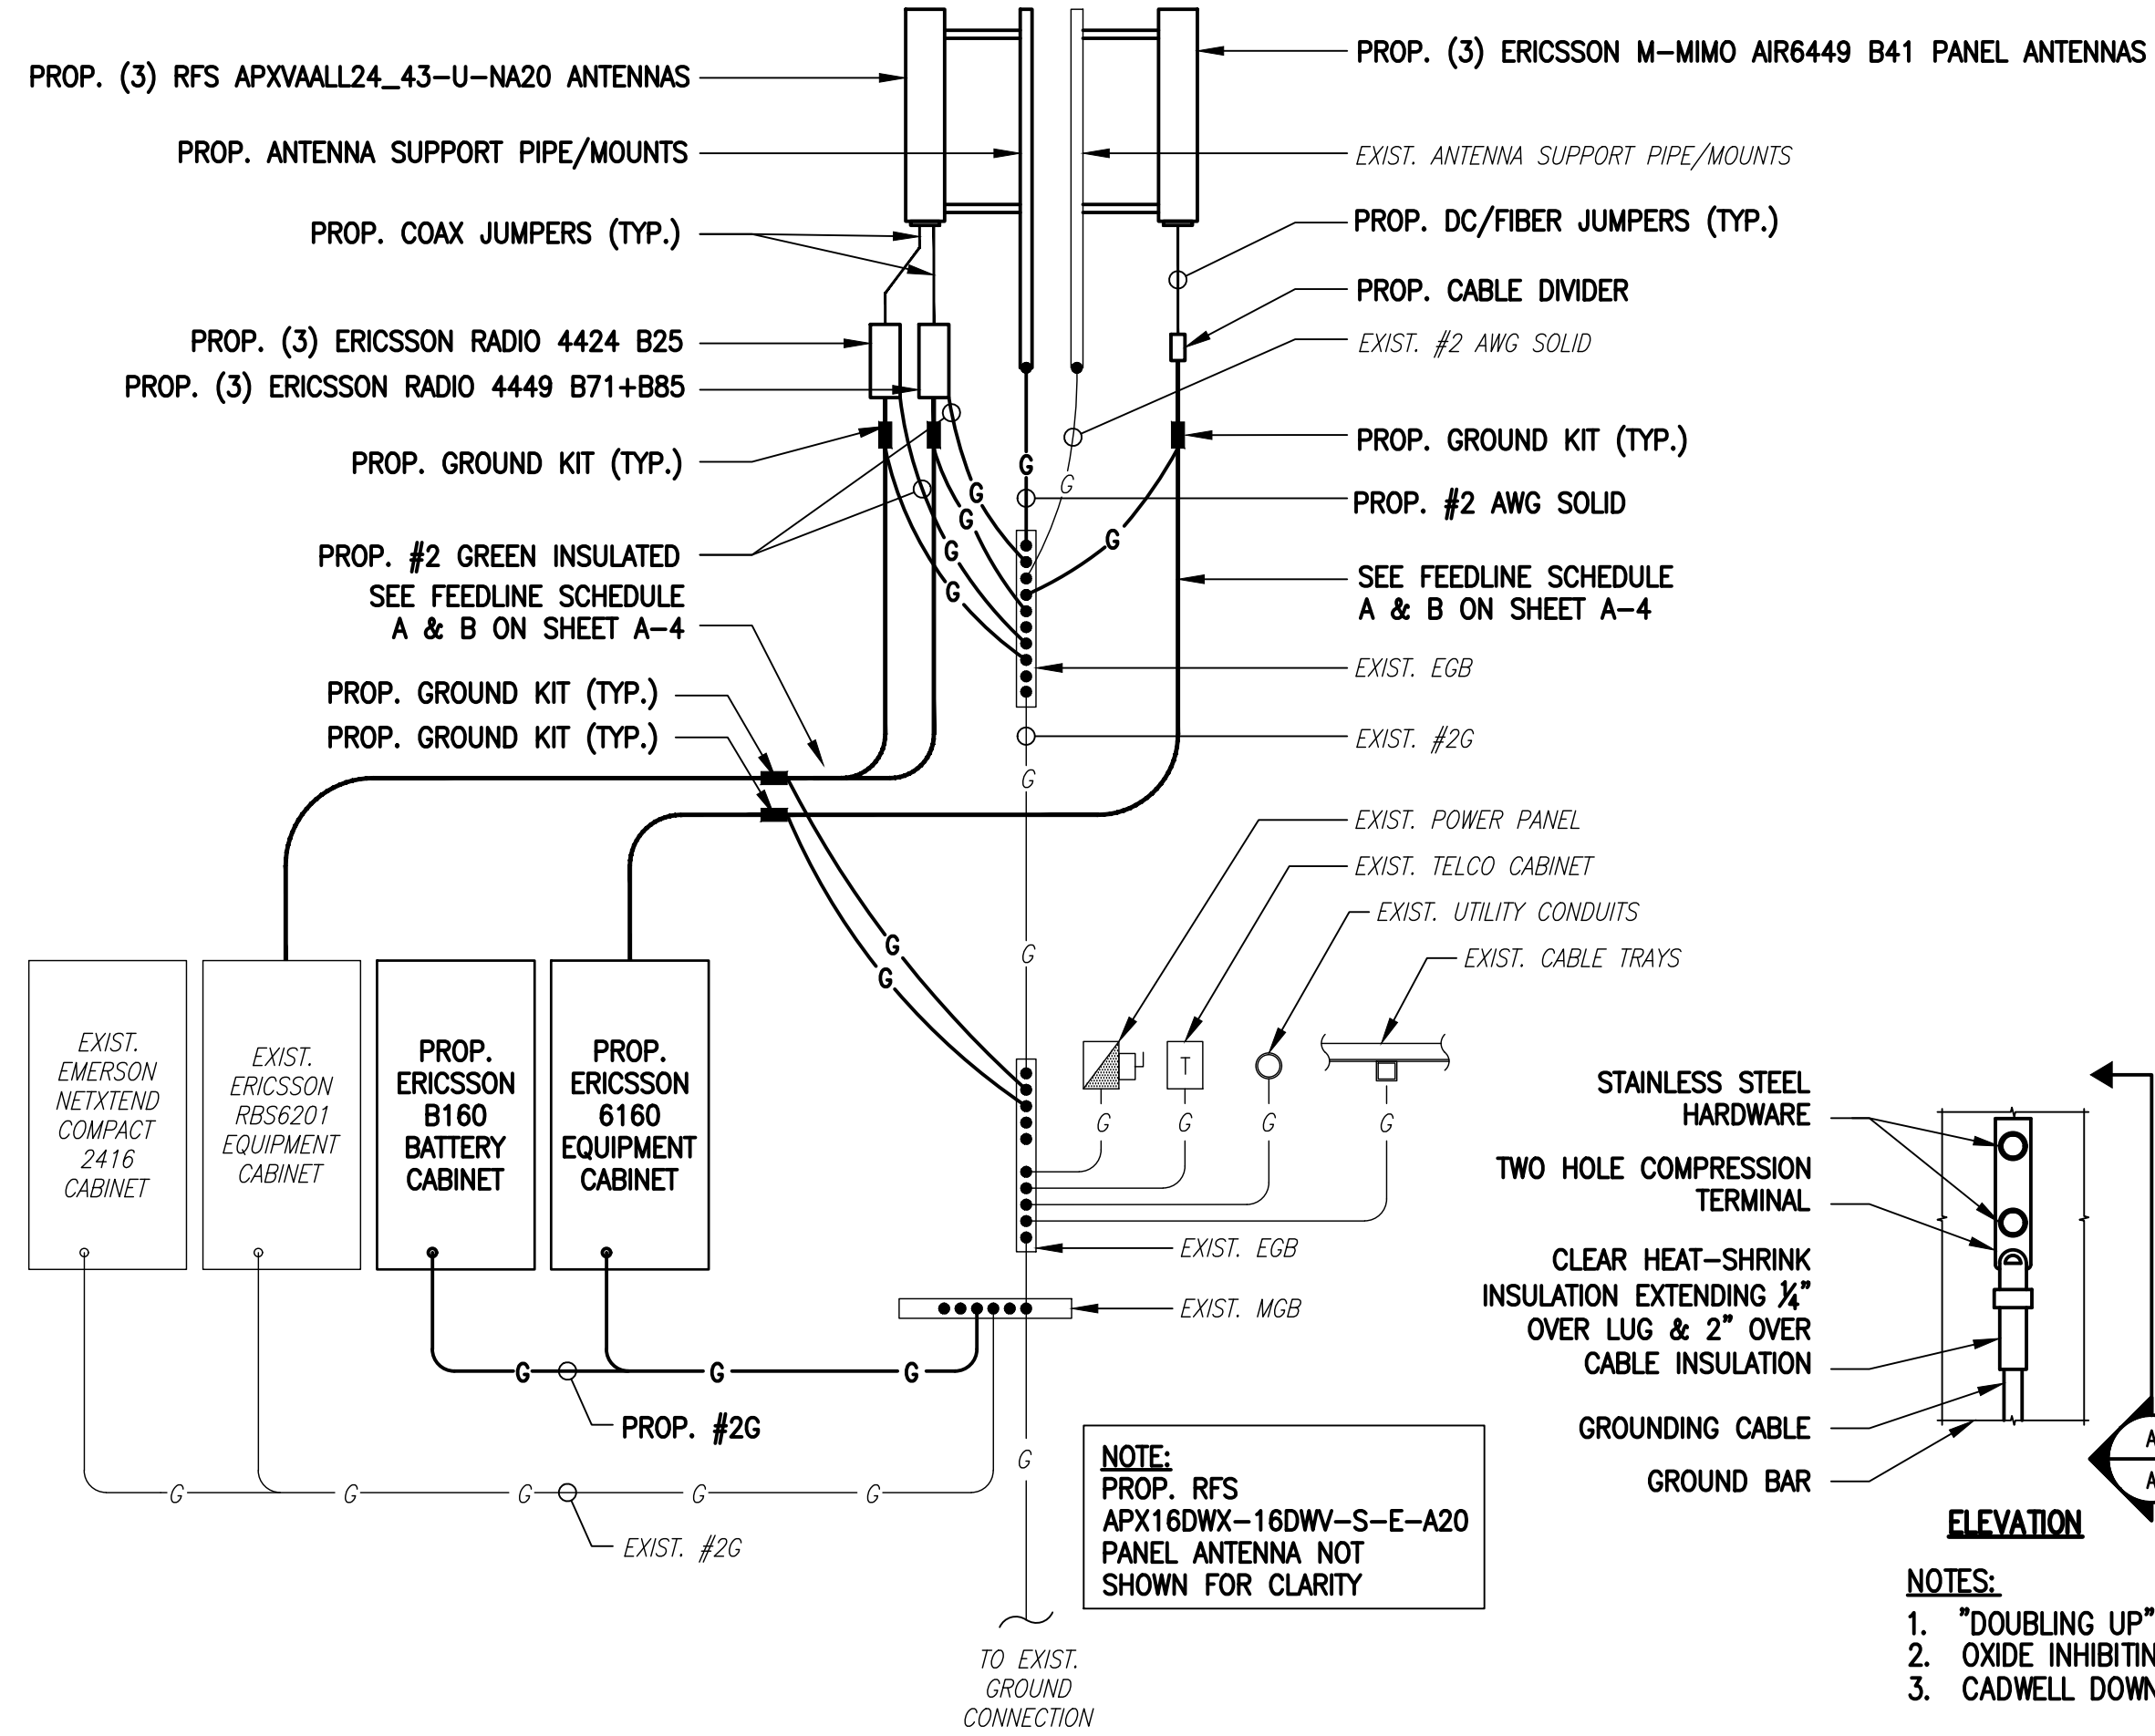 PROP. (3) RFS APXVAALL24_43-U-NA20 ANTENNAS
PROP. ANTENNA SUPPORT PIPE/MOUNTS
PROP. COAX JUMPERS (TYP.)
PROP. (3) ERICSSON RADIO 4424 B25
PROP. (3) ERICSSON RADIO 4449 B71+B85
PROP. GROUND KIT (TYP.)
PROP. #2 GREEN INSULATED
SEE FEEDLINE SCHEDULE
A & B ON SHEET A-4
PROP. GROUND KIT (TYP.)
PROP. GROUND KIT (TYP.)
PROP. (3) ERICSSON M-MIMO AIR6449 B41 PANEL ANTENNAS
EXIST. ANTENNA SUPPORT PIPE/MOUNTS
PROP. DC/FIBER JUMPERS (TYP.)
PROP. CABLE DIVIDER
EXIST. #2 AWG SOLID
PROP. GROUND KIT (TYP.)
PROP. #2 AWG SOLID
SEE FEEDLINE SCHEDULE
A & B ON SHEET A-4
EXIST. EGB
EXIST. #2G
EXIST. POWER PANEL
EXIST. TELCO CABINET
EXIST. UTILITY CONDUITS
EXIST. CABLE TRAYS
G
G
G
G
G
G
G
G
G
G
G
T
G
G
G
G
EXIST.
EMERSON
NETXTEND
COMPACT
2416
CABINET
EXIST.
ERICSSON
RBS6201
EQUIPMENT
CABINET
PROP.
ERICSSON
B160
BATTERY
CABINET
PROP.
ERICSSON
6160
EQUIPMENT
CABINET
EXIST. EGB
EXIST. MGB
G G G
PROP. #2G
G G G G G
EXIST. #2G
G
NOTE:
PROP. RFS
APX16DWX-16DWV-S-E-A20
PANEL ANTENNA NOT
SHOWN FOR CLARITY
TO EXIST.
GROUND
CONNECTION
STAINLESS STEEL
HARDWARE
TWO HOLE COMPRESSION
TERMINAL
CLEAR HEAT-SHRINK
INSULATION EXTENDING ¼"
OVER LUG & 2" OVER
CABLE INSULATION
GROUNDING CABLE
GROUND BAR
A
A
ELEVATION
NOTES:
1. "DOUBLING UP"
2. OXIDE
3. CADWELL